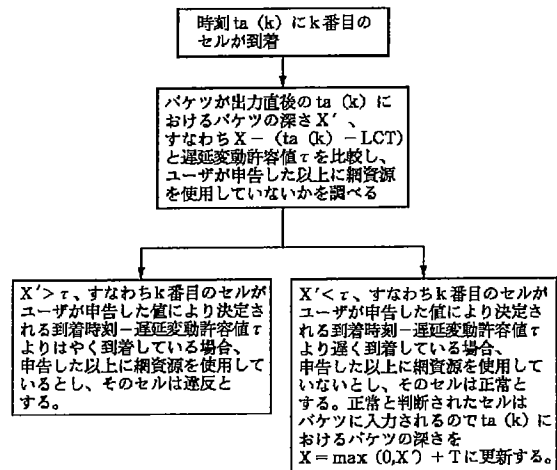 時刻ta（k）にk番目の
セルが到着
バケツが出力直後のta（k）に
おけるバケツの深さX′、
すなわちX－（ta（k）－LCT）
と遅延変動許容値τを比較し、
ユーザが申告した以上に網資源
を使用していないかを調べる
X′>τ、すなわちk番目のセルが
ユーザが申告した値により決定さ
れる到着時刻－遅延変動許容値τ
よりはやく到着している場合、
申告した以上に網資源を使用して
いるとし、そのセルは違反と
する。
X′<τ、すなわちk番目のセルが
ユーザが申告した値により決定さ
れる到着時刻－遅延変動許容値τ
より遅く到着している場合、
申告した以上に網資源を使用して
いないとし、そのセルは正常と
する。正常と判断されたセルは
バケツに入力されるのでta（k）に
おけるバケツの深さを
X＝max（0,X′）＋Tに更新する。